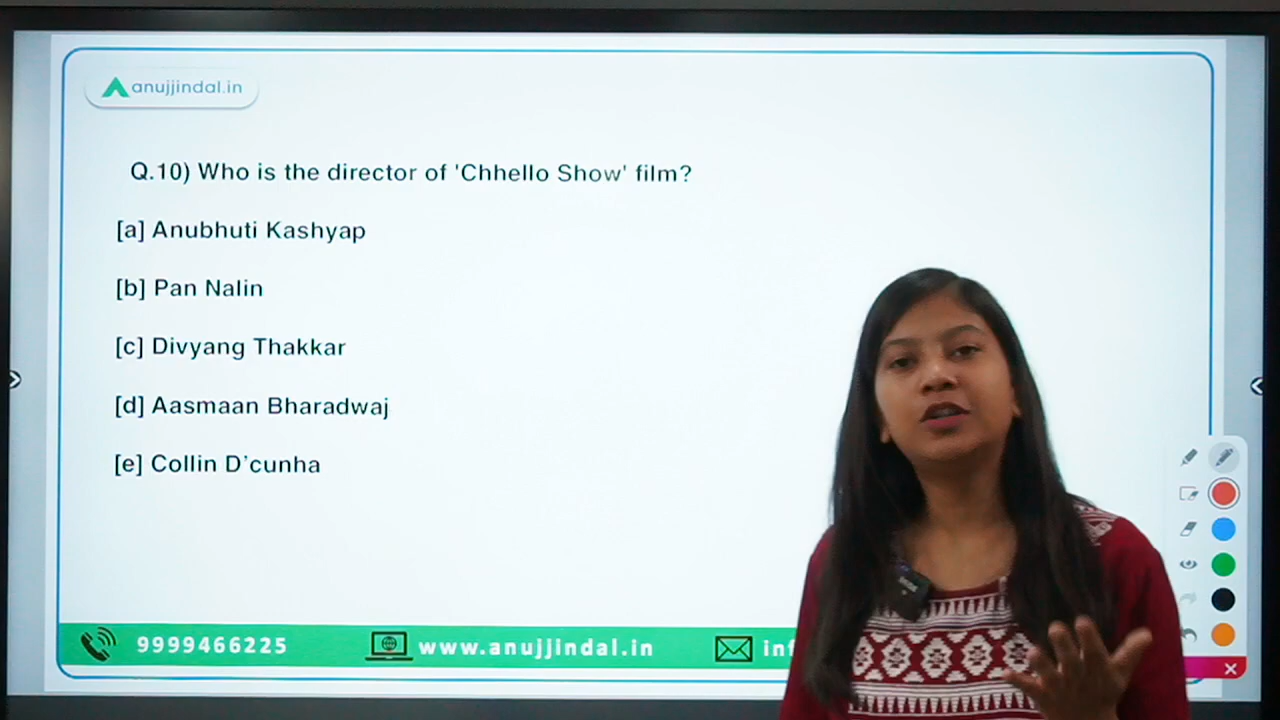 anujjindal.in
Q.10) Who is the director of 'Chhello Show' film?
[a] Anubhuti Kashyap
[b] Pan Nalin
[c] Divyang Thakkar
[d] Aasmaan Bharadwaj
[e] Collin D'cunha
9999466225 www.anujjindal.in